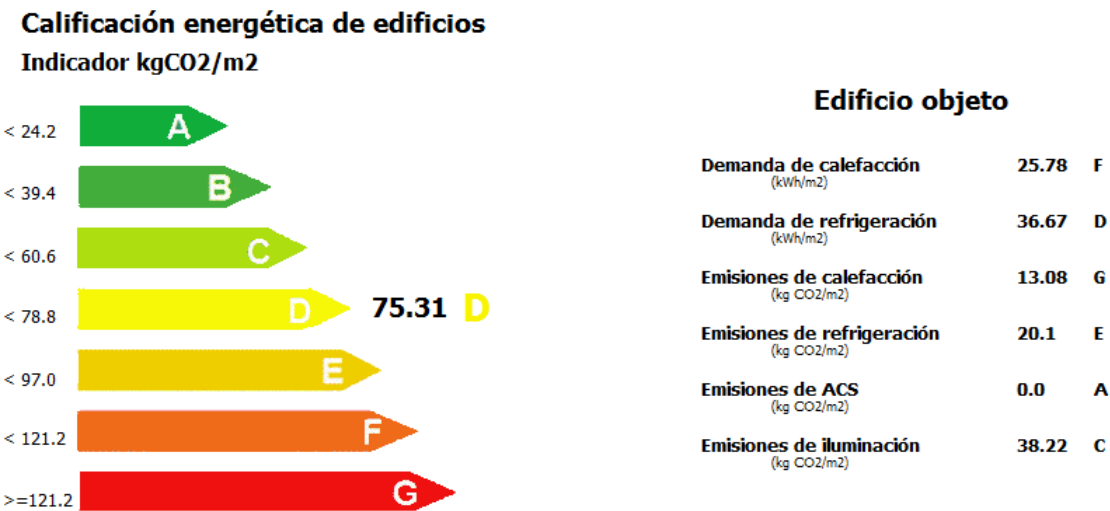 Calificación energética de edificios
Indicador kgCO2/m2
< 24.2 A
< 39.4 B
< 60.6 C
< 78.8 D 75.31 D
< 97.0 E
< 121.2 F
>=121.2 G
Edificio objeto
Demanda de calefacción 25.78 F
(kWh/m2)
Demanda de refrigeración 36.67 D
(kWh/m2)
Emisiones de calefacción 13.08 G
(kg CO2/m2)
Emisiones de refrigeración 20.1 E
(kg CO2/m2)
Emisiones de ACS 0.0 A
(kg CO2/m2)
Emisiones de iluminación 38.22 C
(kg CO2/m2)